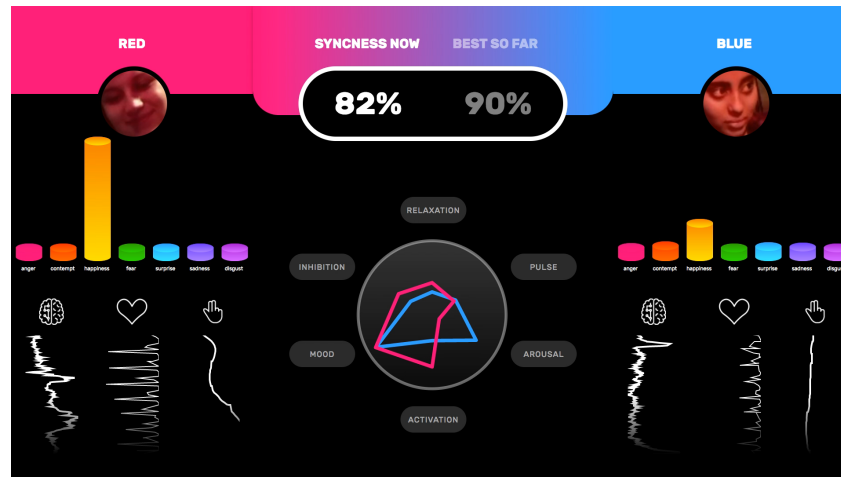 RED
SYNCNESS NOW BEST SO FAR
BLUE
82% 90%
anger contempt happiness fear surprise sadness disgust
RELAXATION
INHIBITION
PULSE
MOOD
AROUSAL
ACTIVATION
anger contempt happiness fear surprise sadness disgu